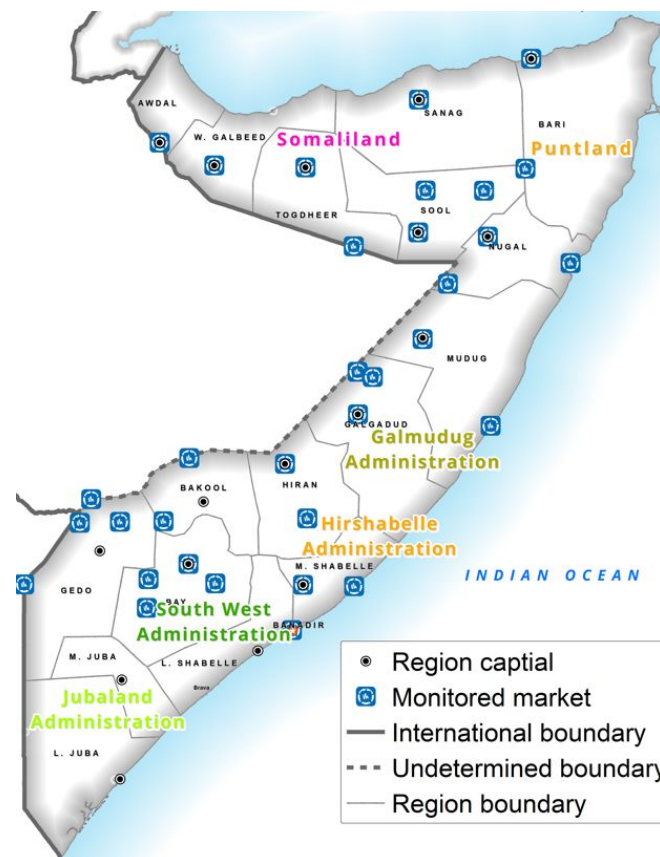 AWDAL
W. GALBEED
Somaliland
SANAG
BARI
Puntland
TOGDHEER
SOOL
NUGAL
MUDUG
GALGADUD
Galmudug
Administration
HIRAN
BAKOOL
Hirshabelle
Administration
M. SHABELLE
INDIAN OCEAN
GEDO
BAY
South West
Administration
BANADIR
M. JUBA
L. SHABELLE
Brava
Jubaland
Administration
L. JUBA
Region captial
Monitored market
International boundary
Undetermined boundary
Region boundary